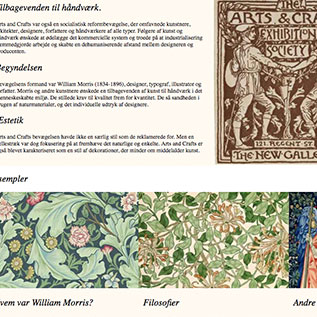 Tilbagevenden til håndværk.
Arts and Crafts var også en socialistisk reformbevægelse, der omfavnede kunstnere,
arkitekter, designere, forfattere og håndværkere af alle typer. Følgere af kunst og
håndværk ønskede at ødelægge det kommercielle system og troede på at industrialisering
fremmedgjorde arbejde og skabte en dehumaniserende afstand mellem designeren og
producenten.
Begyndelsen
Bevægelsens formand var William Morris (1834-1896), designer, typograf, illustrator og
forfatter. Morris og andre kunstnere ønskede en tilbagevenden af kunst til håndværk i det
menneskeskabte miljø. De stillede krav til kvalitet frem for kvantitet. De så sandheden i
brugen af naturmaterialer, og det individuelle udtryk af designere.
Æstetik
Arts and Crafts bevægelsen havde ikke en særlig stil som de reklamerede for. Men en
fællestræk var dog fokusering på at fremhæve det naturlige og enkelte. Arts and Crafts er
også blevet karakteriseret som en stil af dekorationer, der minder om middelalder kunst.
THE
ARTS & CRA
EXHIBITION
SOCIETY
121. REGENT ST.
THE NEW GALLE
Eksempler
Hvem var William Morris?
Filosofier
Andre